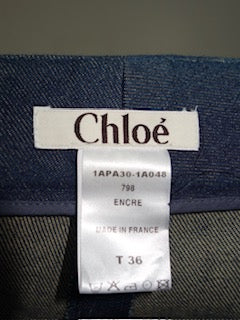 Chloé
1APA30-1A048
798
ENCRE
MADE IN FRANCE
T 36